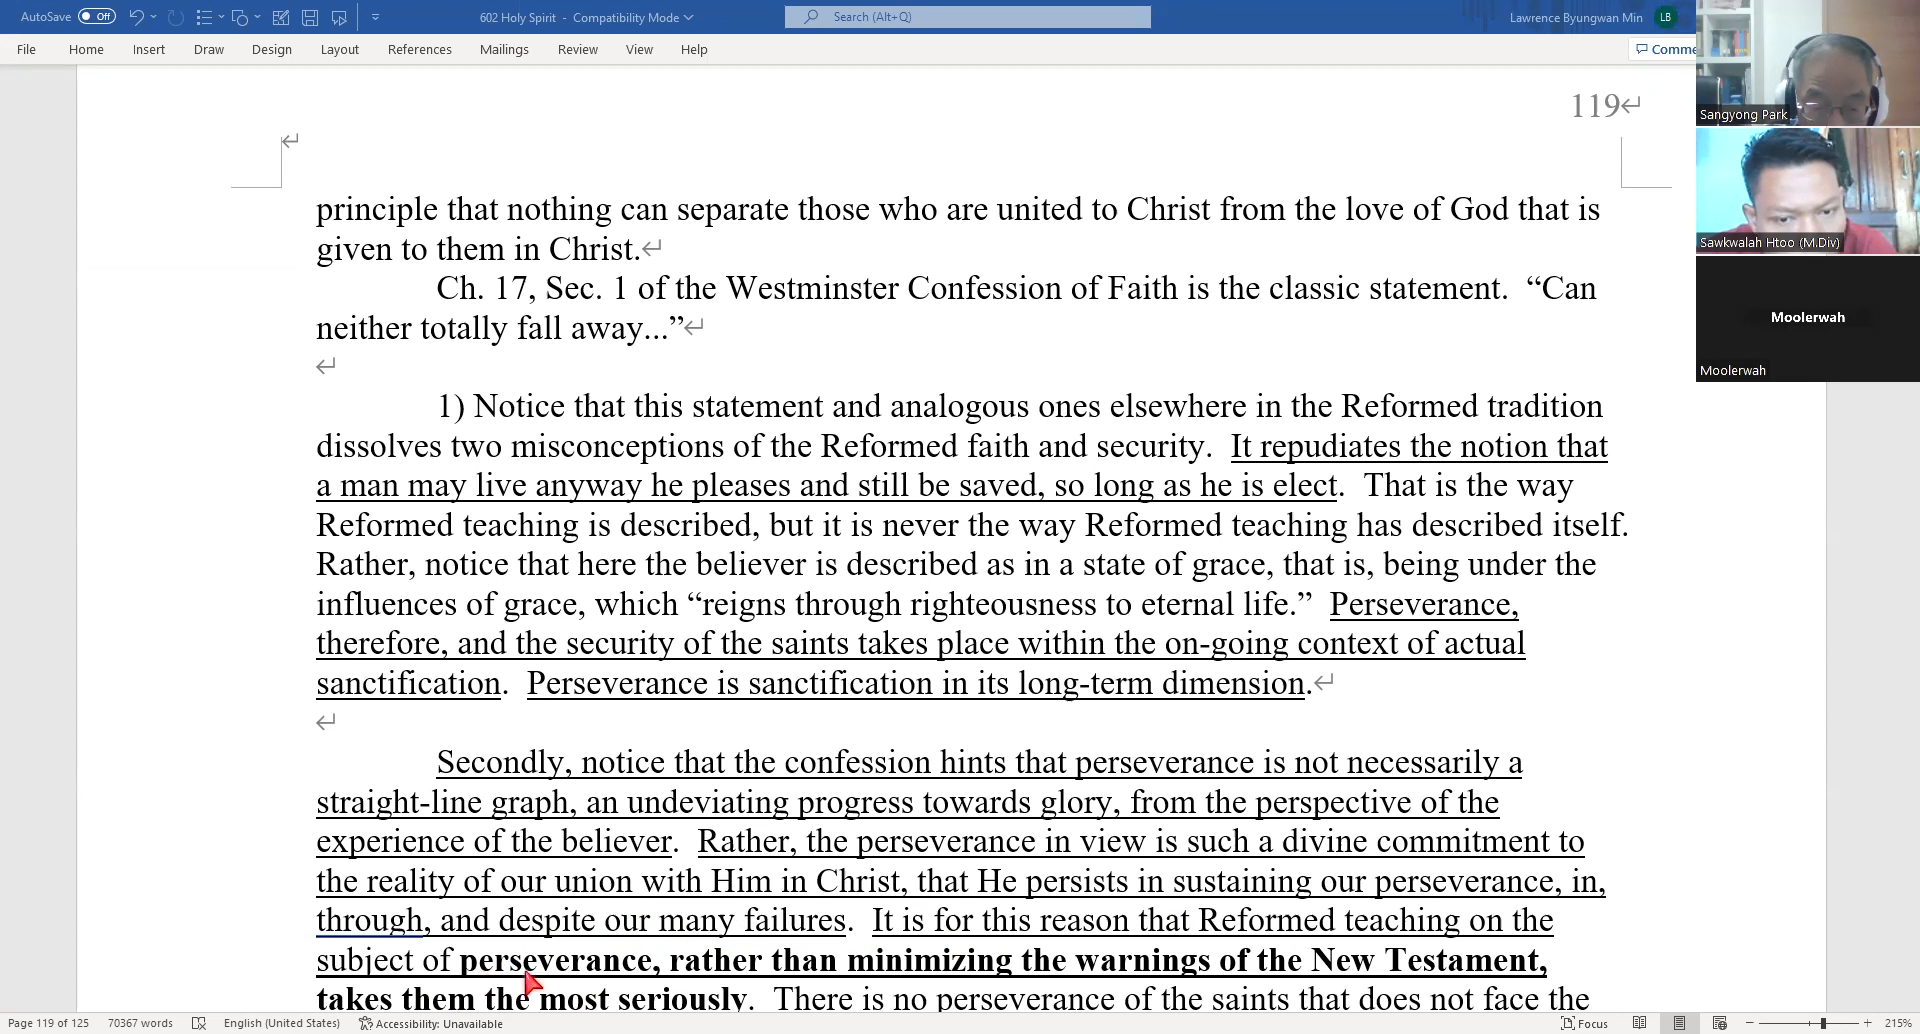 AutoSave Off 602 Holy Spirit - Compatibility Mode Search (Alt+Q) Lawrence Byungwan Min LB
File Home Insert Draw Design Layout References Mailings Review View Help Comme
119
principle that nothing can separate those who are united to Christ from the love of God that is
given to them in Christ.
Ch. 17, Sec. 1 of the Westminster Confession of Faith is the classic statement. “Can
neither totally fall away...”
1) Notice that this statement and analogous ones elsewhere in the Reformed tradition
dissolves two misconceptions of the Reformed faith and security. It repudiates the notion that
a man may live anyway he pleases and still be saved, so long as he is elect. That is the way
Reformed teaching is described, but it is never the way Reformed teaching has described itself.
Rather, notice that here the believer is described as in a state of grace, that is, being under the
influences of grace, which “reigns through righteousness to eternal life.” Perseverance,
therefore, and the security of the saints takes place within the on-going context of actual
sanctification. Perseverance is sanctification in its long-term dimension.
Secondly, notice that the confession hints that perseverance is not necessarily a
straight-line graph, an undeviating progress towards glory, from the perspective of the
experience of the believer. Rather, the perseverance in view is such a divine commitment to
the reality of our union with Him in Christ, that He persists in sustaining our perseverance, in,
through, and despite our many failures. It is for this reason that Reformed teaching on the
subject of perseverance, rather than minimizing the warnings of the New Testament,
takes them the most seriously. There is no perseverance of the saints that does not face the
Sangyong Park
Sawkwalah Htoo (M.Div)
Moolerwah
Moolerwah
Page 119 of 125 70367 words English (United States) Accessibility: Unavailable Focus 215%